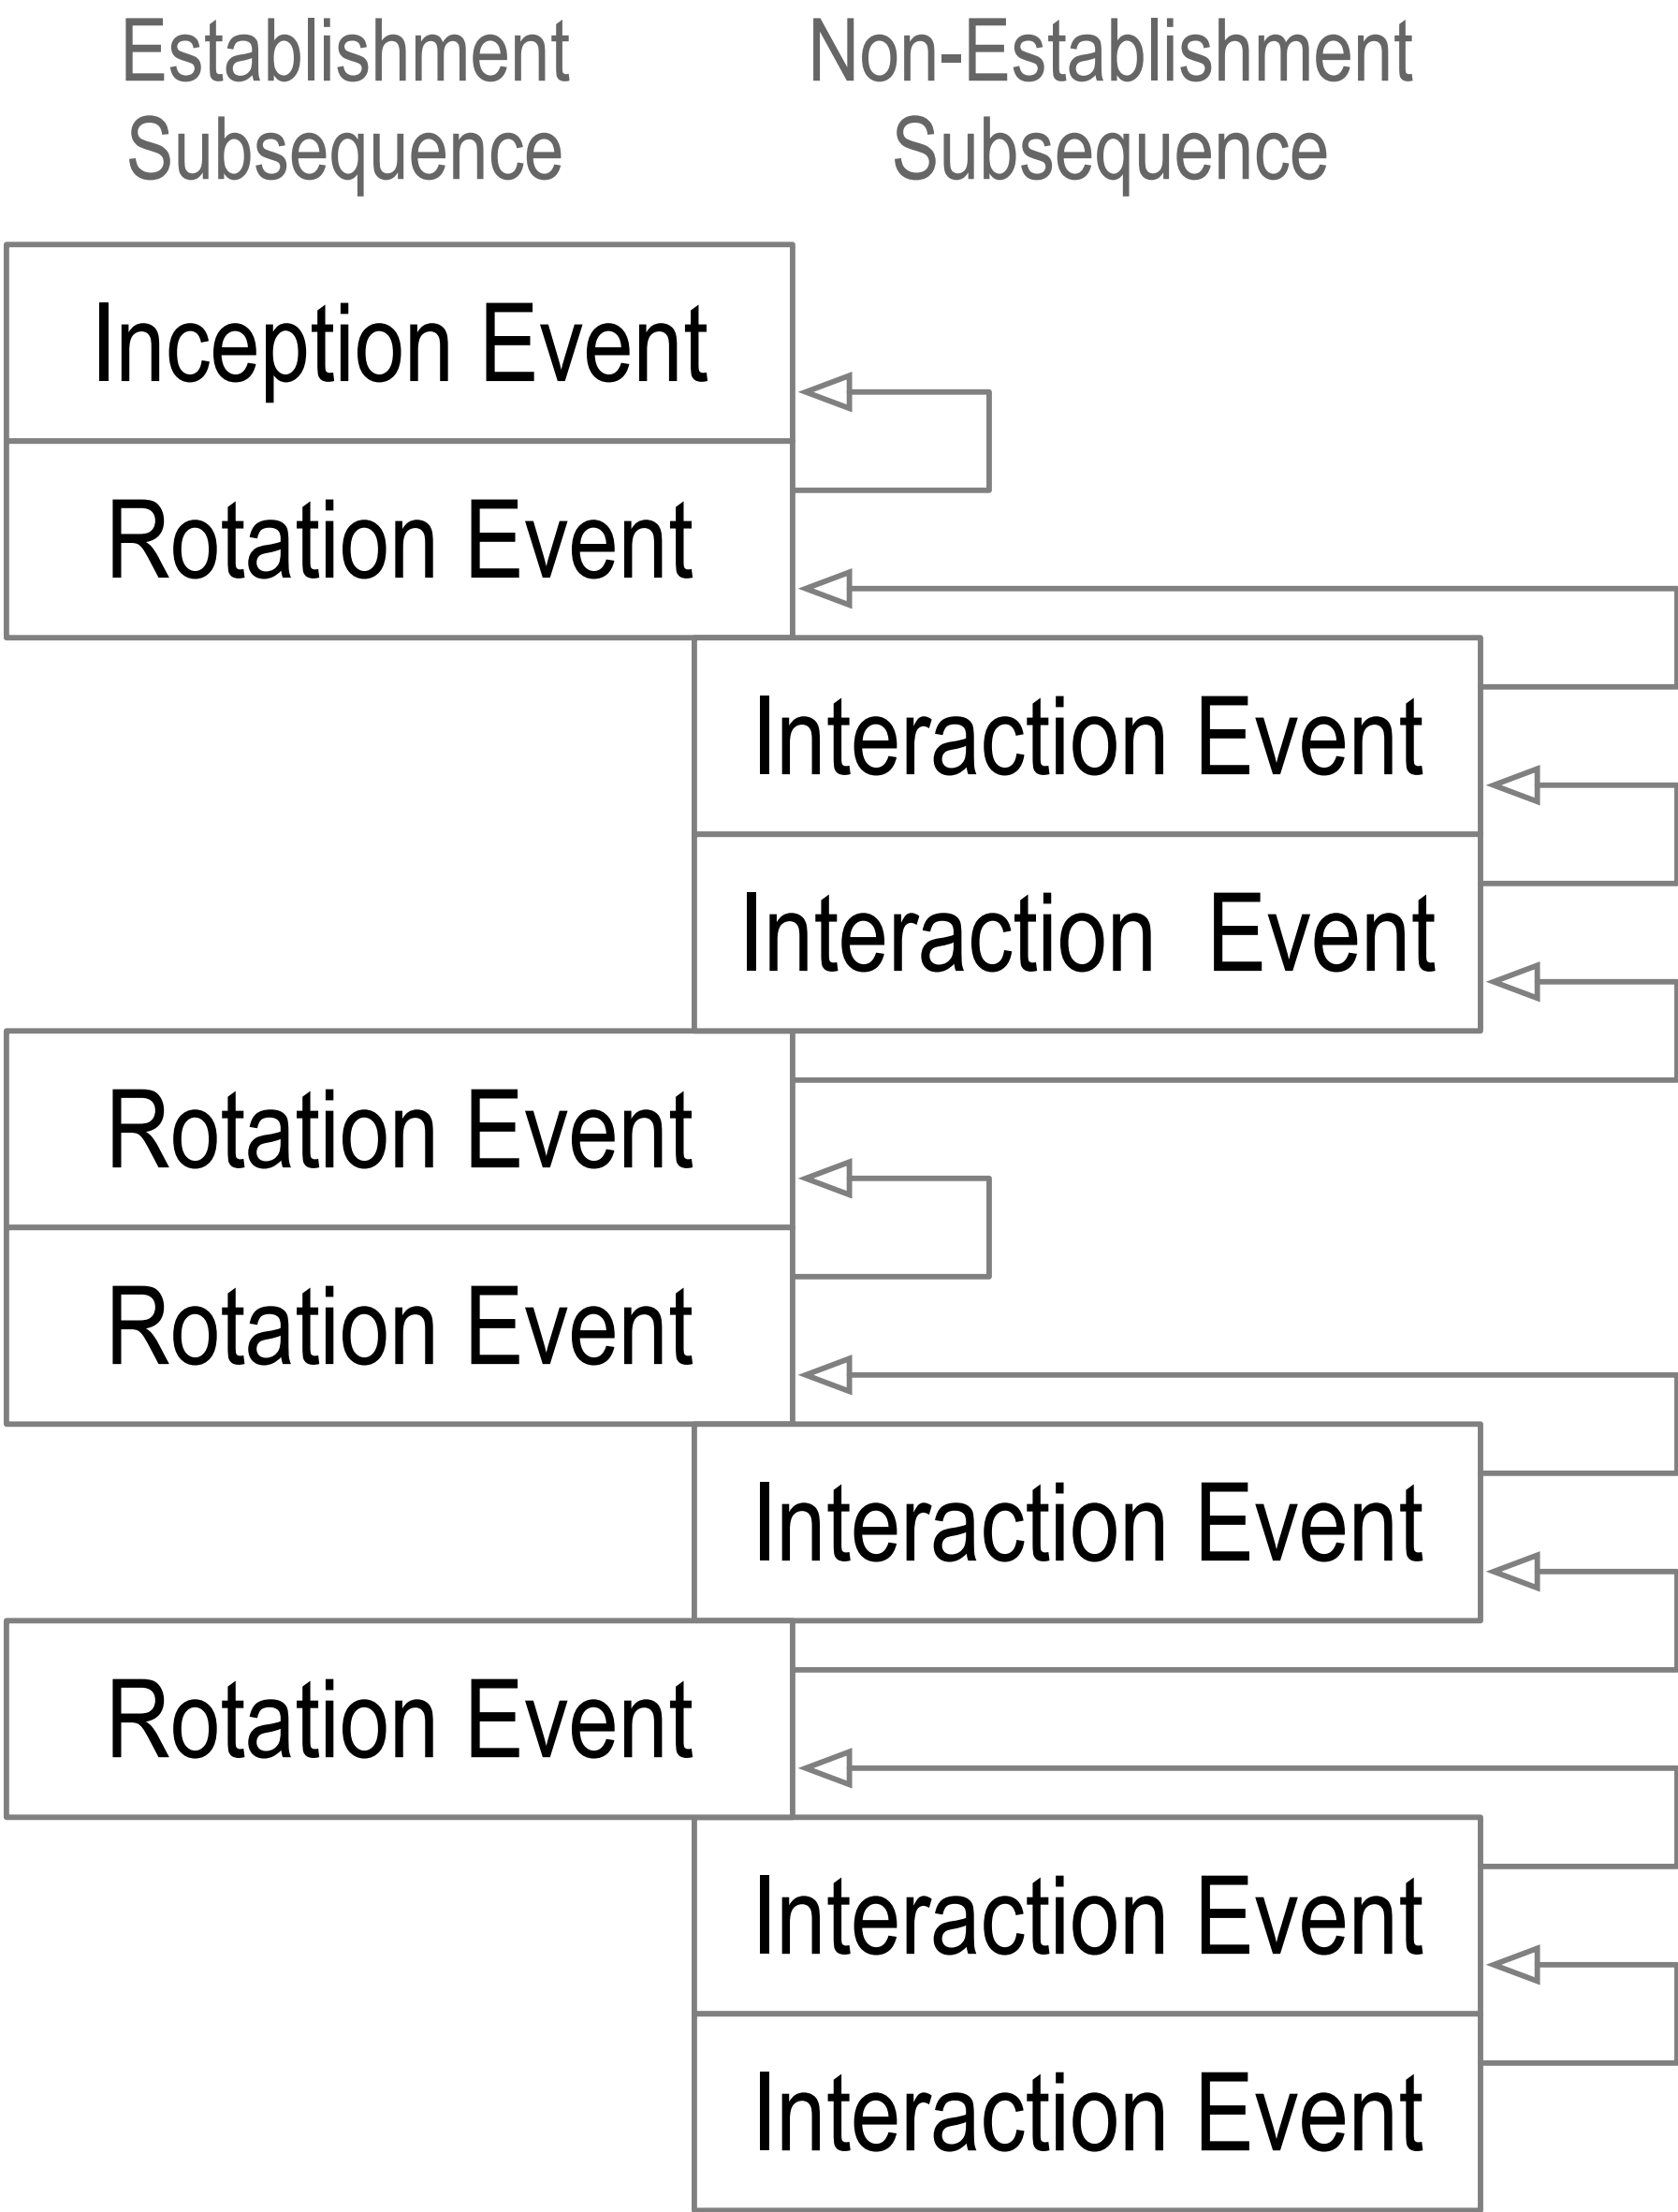 Establishment
Subsequence
Non-Establishment
Subsequence
Inception Event
Rotation Event
Interaction Event
Interaction Event
Rotation Event
Rotation Event
Interaction Event
Rotation Event
Interaction Event
Interaction Event